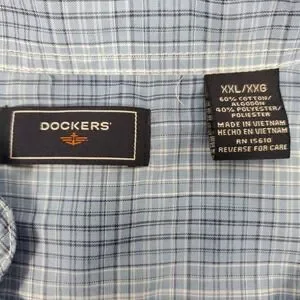 DOCKERS®
XXL/XXG
60% COTTON/
ALGODÓN
40% POLYESTER/
POLIESTER
MADE IN VIETNAM
HECHO EN VIETNAM
RN 15610
REVERSE FOR CARE